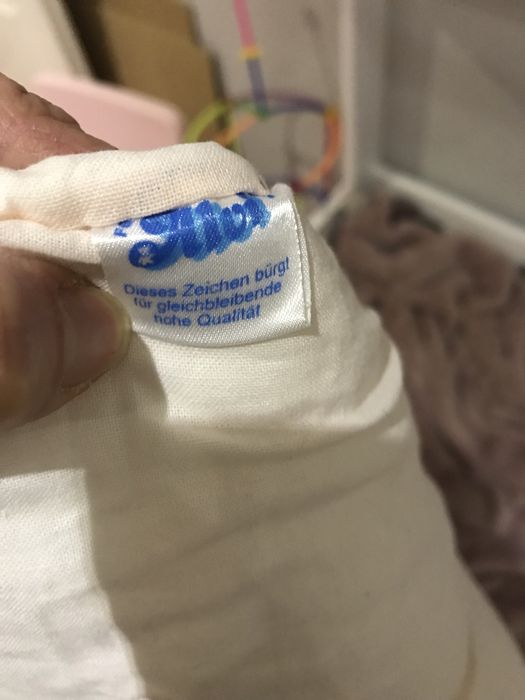 Dieses Zeichen bürgt
für gleichbleibende
hohe Qualität